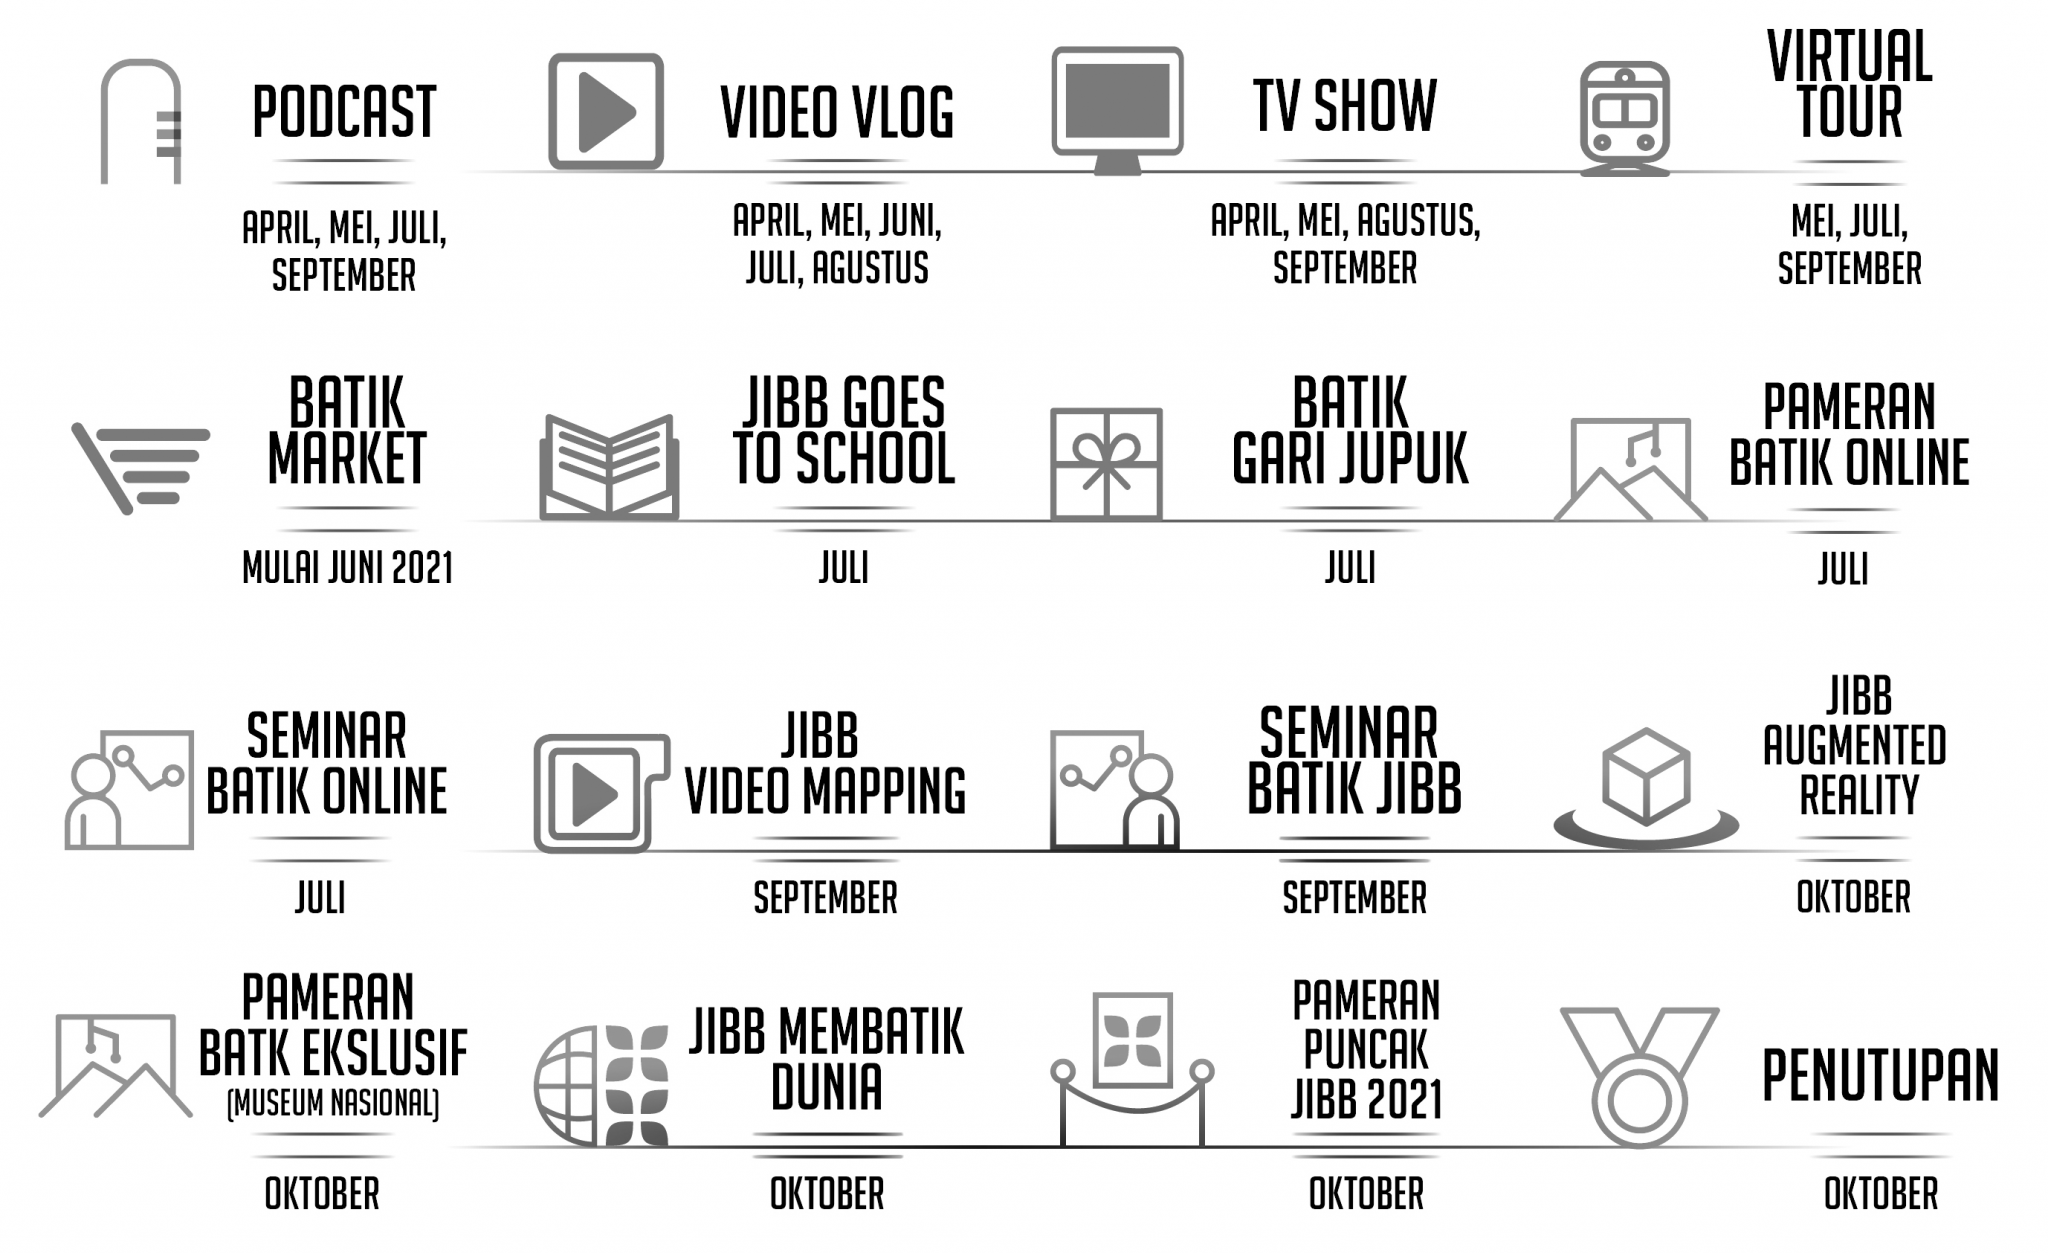 PODCAST
APRIL, MEI, JULI,
SEPTEMBER
VIDEO VLOG
APRIL, MEI, JUNI,
JULI, AGUSTUS
TV SHOW
APRIL, MEI, AGUSTUS,
SEPTEMBER
VIRTUAL
TOUR
MEI, JULI,
SEPTEMBER
BATIK
MARKET
MULAI JUNI 2021
JIBB GOES
TO SCHOOL
JULI
BATIK
GARI JUPUK
JULI
PAMERAN
BATIK ONLINE
JULI
SEMINAR
BATIK ONLINE
JULI
JIBB
VIDEO MAPPING
SEPTEMBER
SEMINAR
BATIK JIBB
SEPTEMBER
JIBB
AUGMENTED
REALITY
OKTOBER
PAMERAN
BATK EKSLUSIF
(MUSEUM NASIONAL)
OKTOBER
JIBB MEMBATIK
DUNIA
OKTOBER
PAMERAN
PUNCAK
JIBB 2021
OKTOBER
PENUTUPAN
OKTOBER